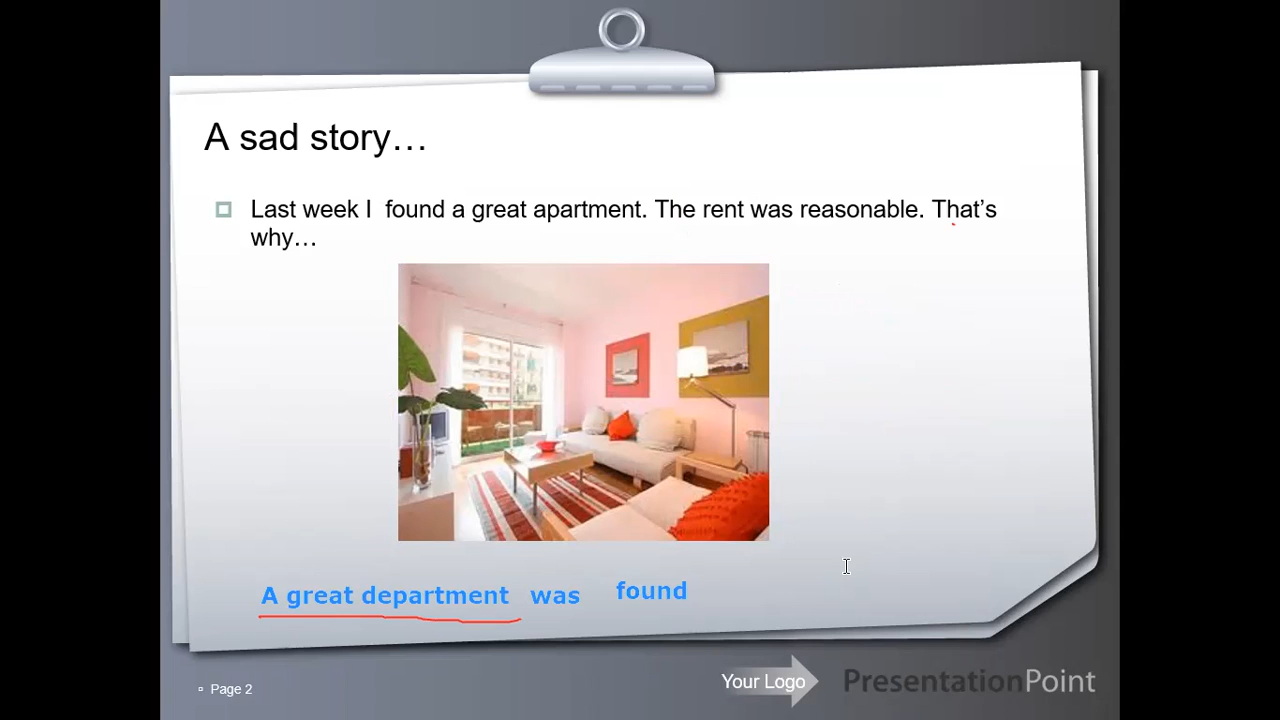 A sad story…
Last week I found a great apartment. The rent was reasonable. That’s
why…
A great department was found
Page 2
Your Logo
PresentationPoint